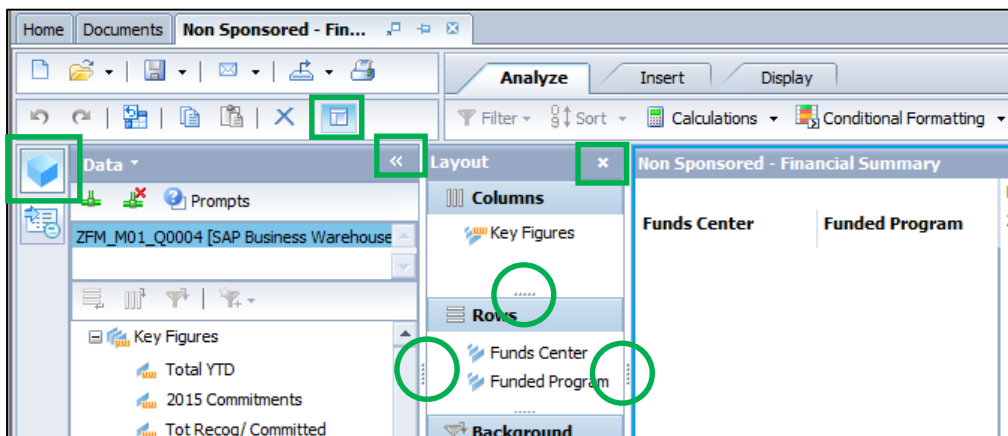 Home Documents Non Sponsored - Fin...
Analyze Insert Display
Filter Sort Calculations Conditional Formatting
Data
Layout
Non Sponsored - Financial Summary
Prompts
Columns
ZFM_M01_Q0004 [SAP Business Warehouse
Key Figures
Funds Center Funded Program
Rows
Key Figures
Funds Center
Total YTD
Funded Program
2015 Commitments
Tot Recog/ Committed
Background